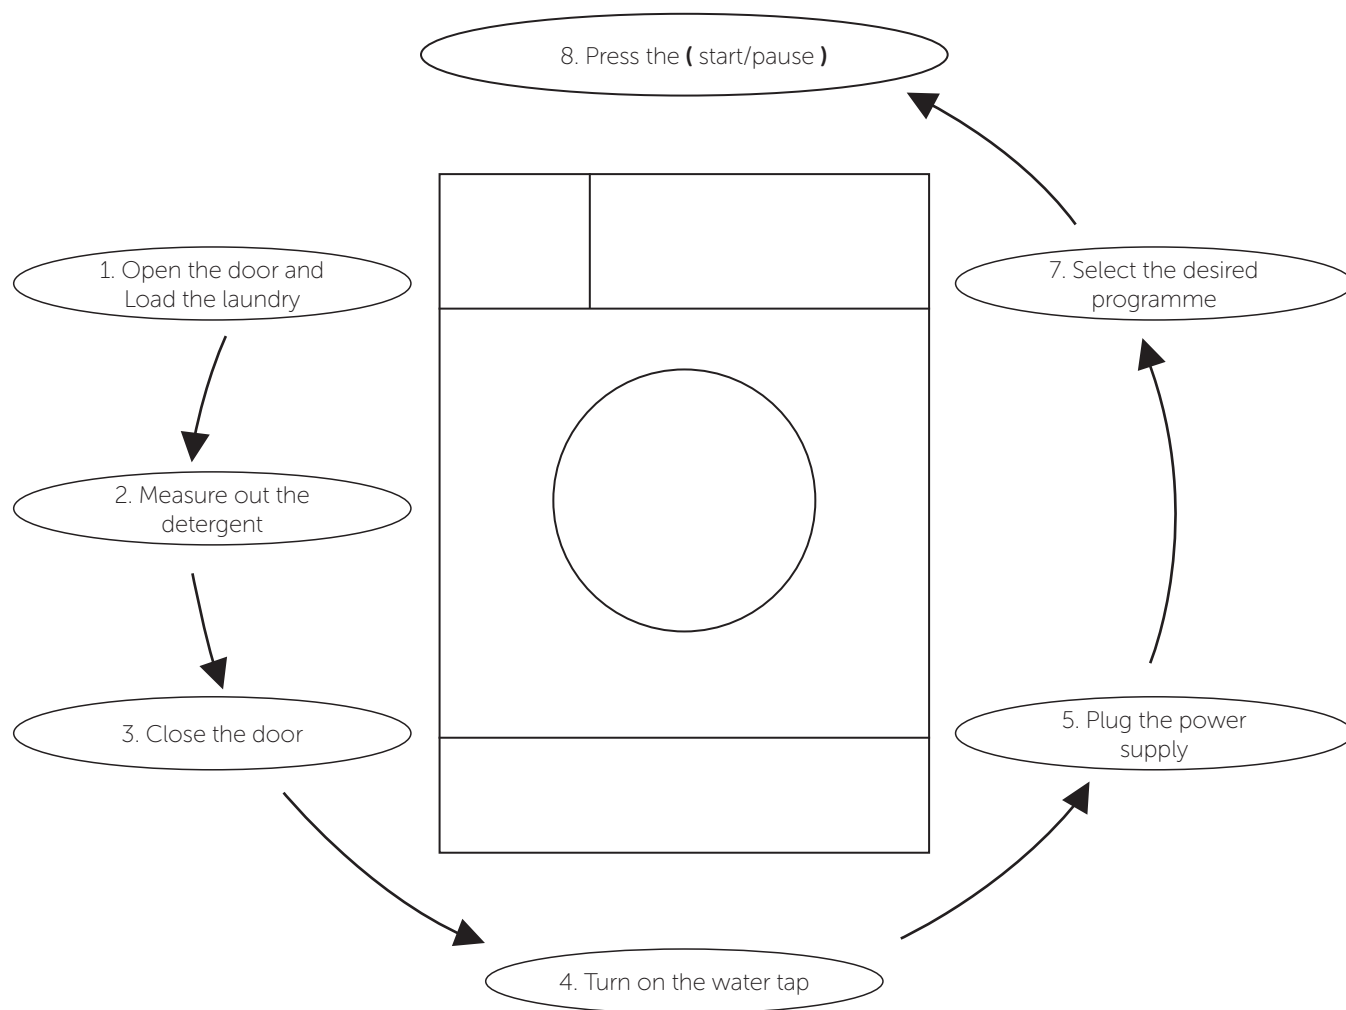 8. Press the ( start/pause )
1. Open the door and
Load the laundry
7. Select the desired
programme
2. Measure out the
detergent
3. Close the door
5. Plug the power
supply
4. Turn on the water tap